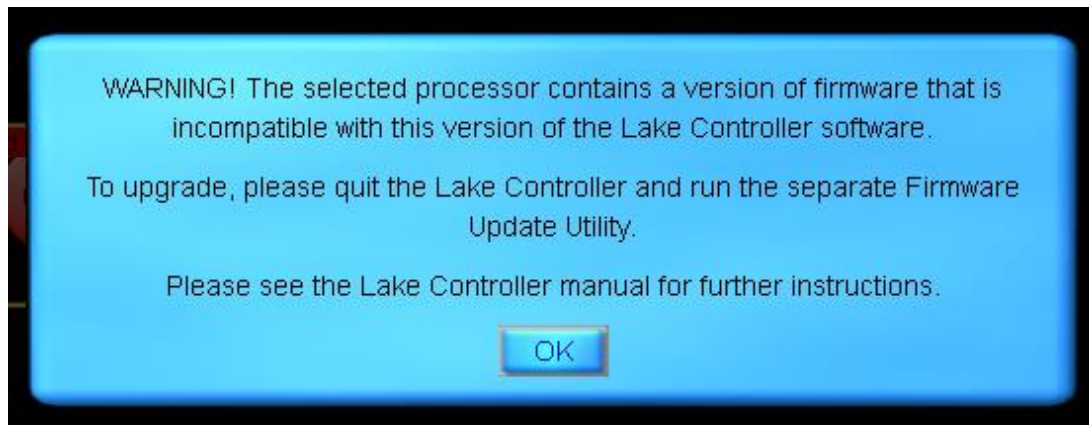 WARNING! The selected processor contains a version of firmware that is
incompatible with this version of the Lake Controller software.
To upgrade, please quit the Lake Controller and run the separate Firmware
Update Utility.
Please see the Lake Controller manual for further instructions.
OK